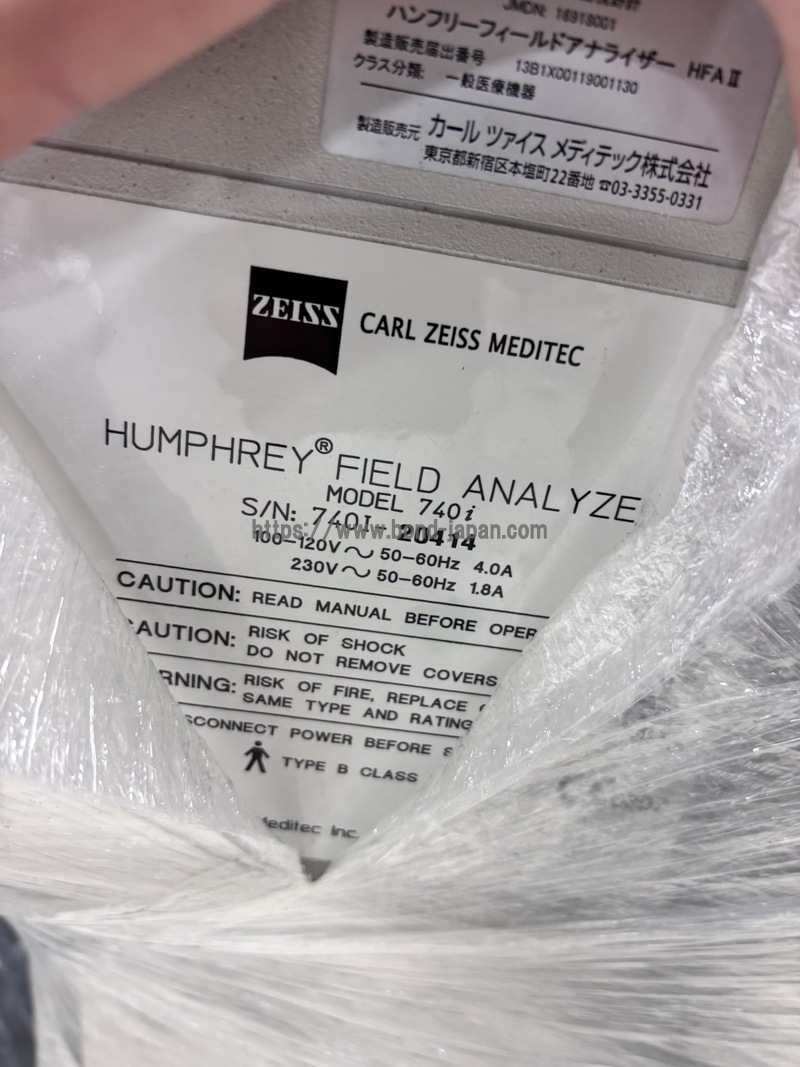 JMDN: 16918001
ハンフリーフィールドアナライザー HFAⅡ
製造販売届出番号 13B1X00119001130
クラス分類: 一般医療機器
製造販売元 カール ツァイス メディテック株式会社
東京都新宿区本塩町22番地 ☎03-3355-0331
ZEISS
CARL ZEISS MEDITEC
HUMPHREY® FIELD ANALYZE
MODEL 740i
S/N: 740I-20414
https://www.bond-japan.com
100-120V ~ 50-60Hz 4.0A
230V ~ 50-60Hz 1.8A
CAUTION: READ MANUAL BEFORE OPER
AUTION: RISK OF SHOCK
DO NOT REMOVE COVERS
RNING: RISK OF FIRE, REPLACE
SAME TYPE AND RATING
SCONNECT POWER BEFORE S
TYPE B CLASS
Meditec Inc.